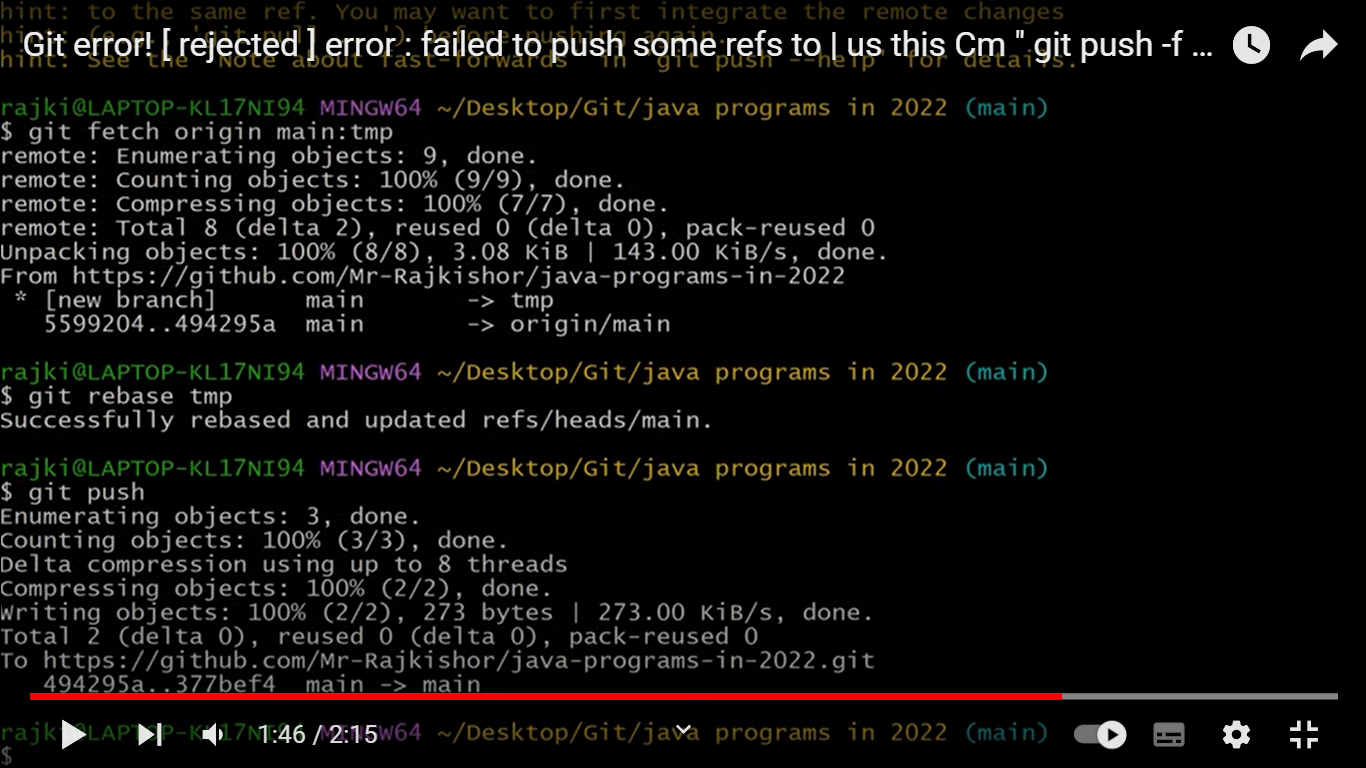 hint: to the same ref. You may want to first integrate the remote changes
Git error! [ rejected ] error : failed to push some refs to | us this Cm " git push -f ...
hint: See the 'Note about fast-forwards' in 'git push --help' for details.
rajki@LAPTOP-KL17NI94 MINGW64 ~/Desktop/Git/java programs in 2022 (main)
$ git fetch origin main:tmp
remote: Enumerating objects: 9, done.
remote: Counting objects: 100% (9/9), done.
remote: Compressing objects: 100% (7/7), done.
remote: Total 8 (delta 2), reused 0 (delta 0), pack-reused 0
Unpacking objects: 100% (8/8), 3.08 KiB | 143.00 KiB/s, done.
From https://github.com/Mr-Rajkishor/java-programs-in-2022
* [new branch] main -> tmp
5599204..494295a main -> origin/main
rajki@LAPTOP-KL17NI94 MINGW64 ~/Desktop/Git/java programs in 2022 (main)
$ git rebase tmp
Successfully rebased and updated refs/heads/main.
rajki@LAPTOP-KL17NI94 MINGW64 ~/Desktop/Git/java programs in 2022 (main)
$ git push
Enumerating objects: 3, done.
Counting objects: 100% (3/3), done.
Delta compression using up to 8 threads
Compressing objects: 100% (2/2), done.
Writing objects: 100% (2/2), 273 bytes | 273.00 KiB/s, done.
Total 2 (delta 0), reused 0 (delta 0), pack-reused 0
To https://github.com/Mr-Rajkishor/java-programs-in-2022.git
494295a..377bef4 main -> main
rajki@LAPTOP-KL17NI94 MINGW64 ~/Desktop/Git/java programs in 2022 (main)
1:46 / 2:15
$